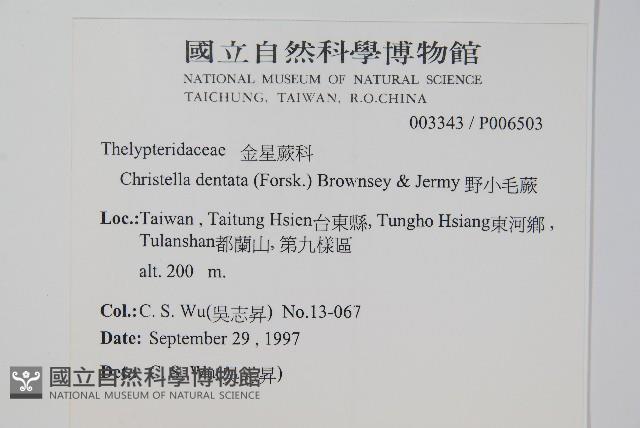 國立自然科學博物館
NATIONAL MUSEUM OF NATURAL SCIENCE
TAICHUNG, TAIWAN, R.O.CHINA
003343 / P006503
Thelypteridaceae 金星蕨科
Christella dentata (Forsk.) Brownsey & Jermy 野小毛蕨
Loc.:Taiwan , Taitung Hsien台東縣, Tungho Hsiang東河鄉 ,
Tulanshan都蘭山, 第九樣區
alt. 200 m.
Col.:C. S. Wu(吳志昇) No.13-067
Date: September 29 , 1997
Det.: C. S. Wu(吳志昇)
國立自然科學博物館
NATIONAL MUSEUM OF NATURAL SCIENCE